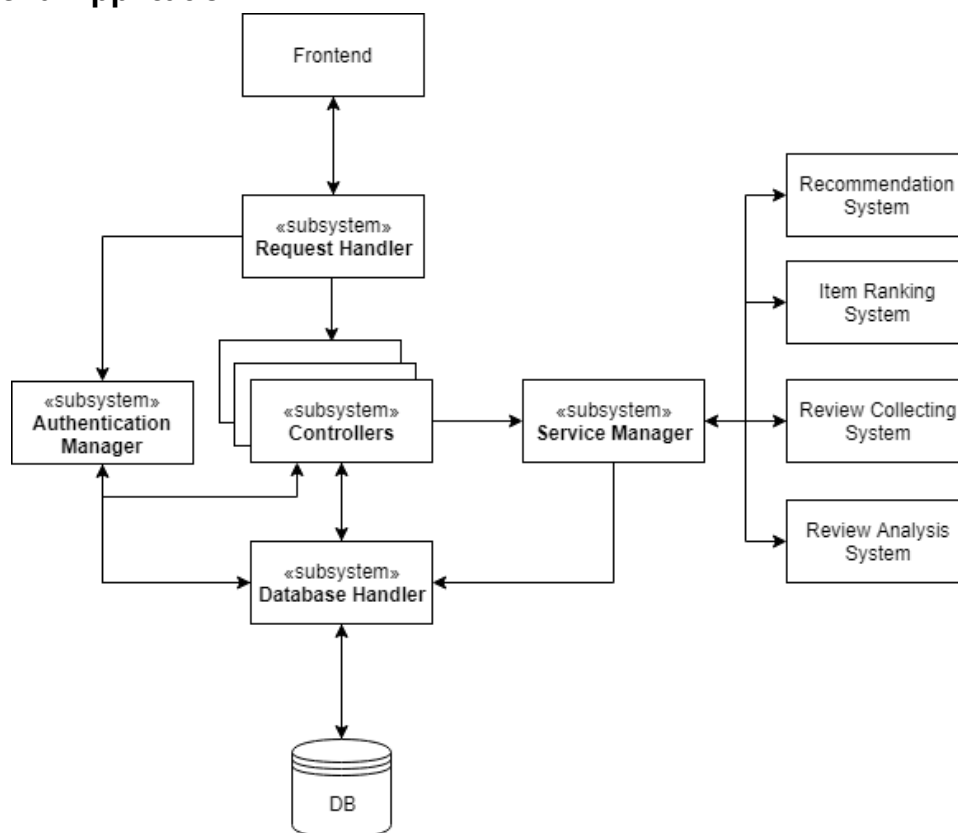 Frontend
«subsystem»
Request Handler
Recommendation
System
Item Ranking
System
«subsystem»
Authentication
Manager
«subsystem»
Controllers
«subsystem»
Service Manager
Review Collecting
System
Review Analysis
System
«subsystem»
Database Handler
DB